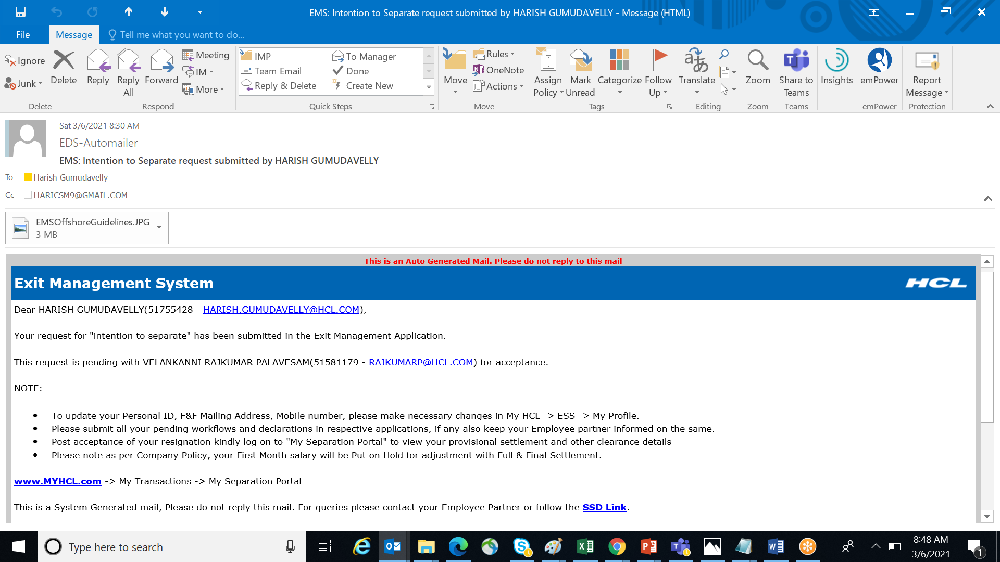 EMS: Intention to Separate request submitted by HARISH GUMUDAVELLY - Message (HTML)
File
Message
Tell me what you want to do...
Ignore
Junk
Delete
Delete
Reply
Reply All
Forward
Meeting
IM
More
Respond
IMP
To Manager
Team Email
Done
Reply & Delete
Create New
Quick Steps
Move
Rules
OneNote
Actions
Move
Assign Policy
Mark Unread
Categorize
Follow Up
Tags
Translate
Editing
Zoom
Zoom
Share to Teams
Teams
Insights
emPower
emPower
Report Message
Protection
Sat 3/6/2021 8:30 AM
EDS-Automailer
EMS: Intention to Separate request submitted by HARISH GUMUDAVELLY
To Harish Gumudavelly
Cc HARICSM9@GMAIL.COM
EMSOffshoreGuidelines.JPG
3 MB
This is an Auto Generated Mail. Please do not reply to this mail
Exit Management System
HCL
Dear HARISH GUMUDAVELLY(51755428 - HARISH.GUMUDAVELLY@HCL.COM),
Your request for "intention to separate" has been submitted in the Exit Management Application.
This request is pending with VELANKANNI RAJKUMAR PALAVESAM(51581179 - RAJKUMARP@HCL.COM) for acceptance.
NOTE:
• To update your Personal ID, F&F Mailing Address, Mobile number, please make necessary changes in My HCL -> ESS -> My Profile.
• Please submit all your pending workflows and declarations in respective applications, if any also keep your Employee partner informed on the same.
• Post acceptance of your resignation kindly log on to "My Separation Portal" to view your provisional settlement and other clearance details
• Please note as per Company Policy, your First Month salary will be Put on Hold for adjustment with Full & Final Settlement.
www.MYHCL.com -> My Transactions -> My Separation Portal
This is a System Generated mail, Please do not reply this mail. For queries please contact your Employee Partner or follow the SSD Link.
Type here to search
8:48 AM
3/6/2021
1